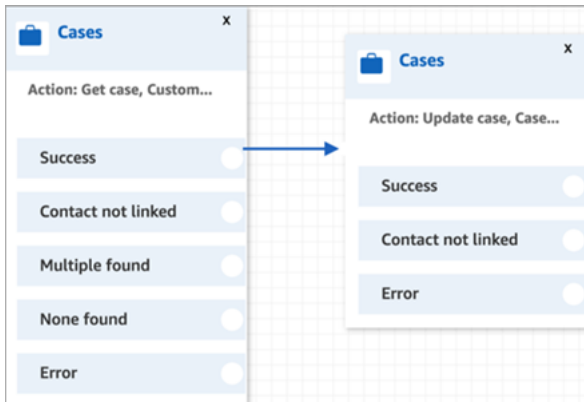 Cases
x
Action: Get case, Custom...
Success
Contact not linked
Multiple found
None found
Error
Cases
x
Action: Update case, Case...
Success
Contact not linked
Error